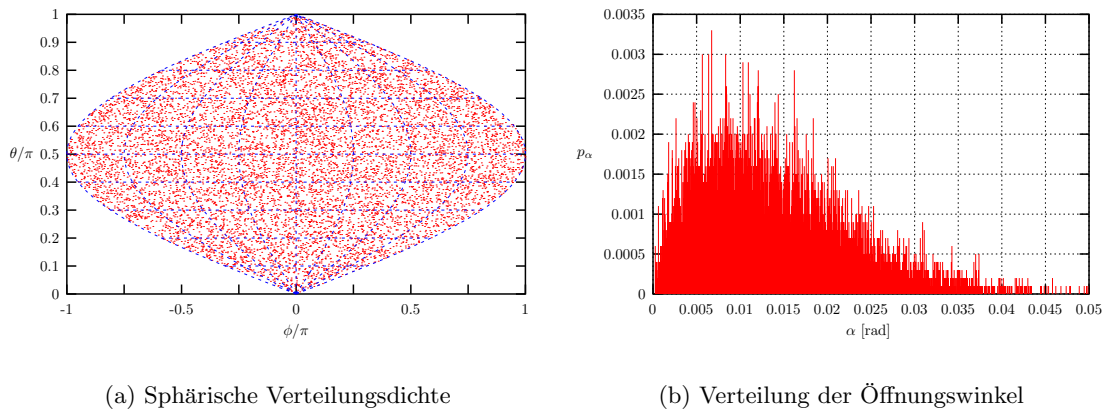 1
0.9
0.8
0.7
0.6
θ/π 0.5
0.4
0.3
0.2
0.1
0
-1 -0.5 0 0.5 1
φ/π
0.0035
0.003
0.0025
0.002
pα
0.0015
0.001
0.0005
0
0 0.005 0.01 0.015 0.02 0.025 0.03 0.035 0.04 0.045 0.05
α [rad]
(a) Sphärische Verteilungsdichte
(b) Verteilung der Öffnungswinkel